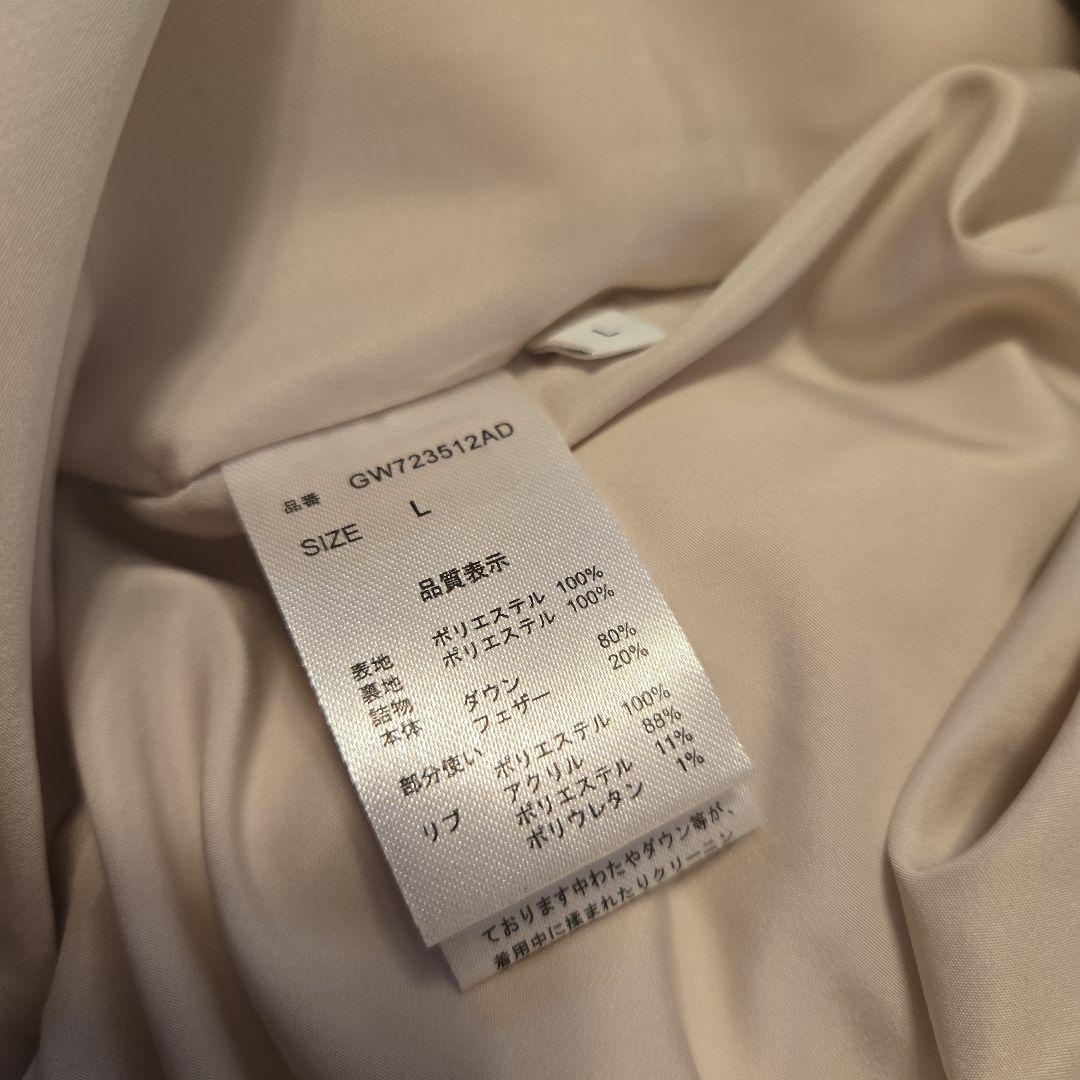 L
品番 GW723512AD
SIZE L
品質表示
表地 ポリエステル 100%
裏地 ポリエステル 100%
詰物
本体 ダウン 80%
フェザー 20%
部分使い ポリエステル 100%
リブ アクリル 88%
ポリエステル 11%
ポリウレタン 1%
ております中わたやダウン等が、
着用中に揉まれたりクリーニン